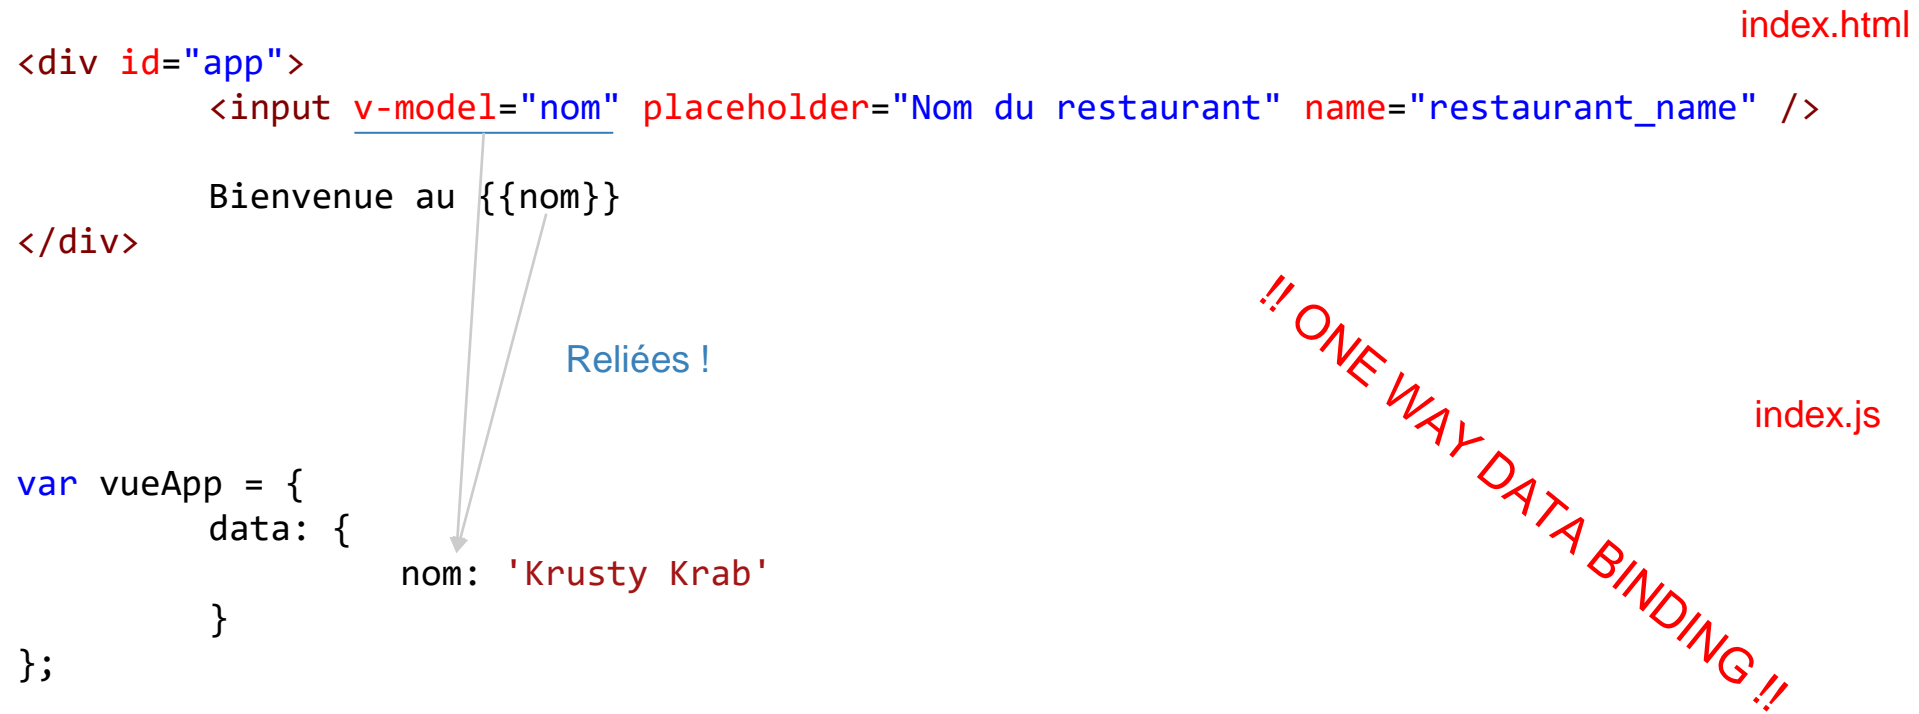 index.html
<div id="app">
<input v-model="nom" placeholder="Nom du restaurant" name="restaurant_name" />
Bienvenue au {{nom}}
</div>
!! ONE WAY DATA BINDING !!
Reliées !
index.js
var vueApp = {
data: {
nom: 'Krusty Krab'
}
};